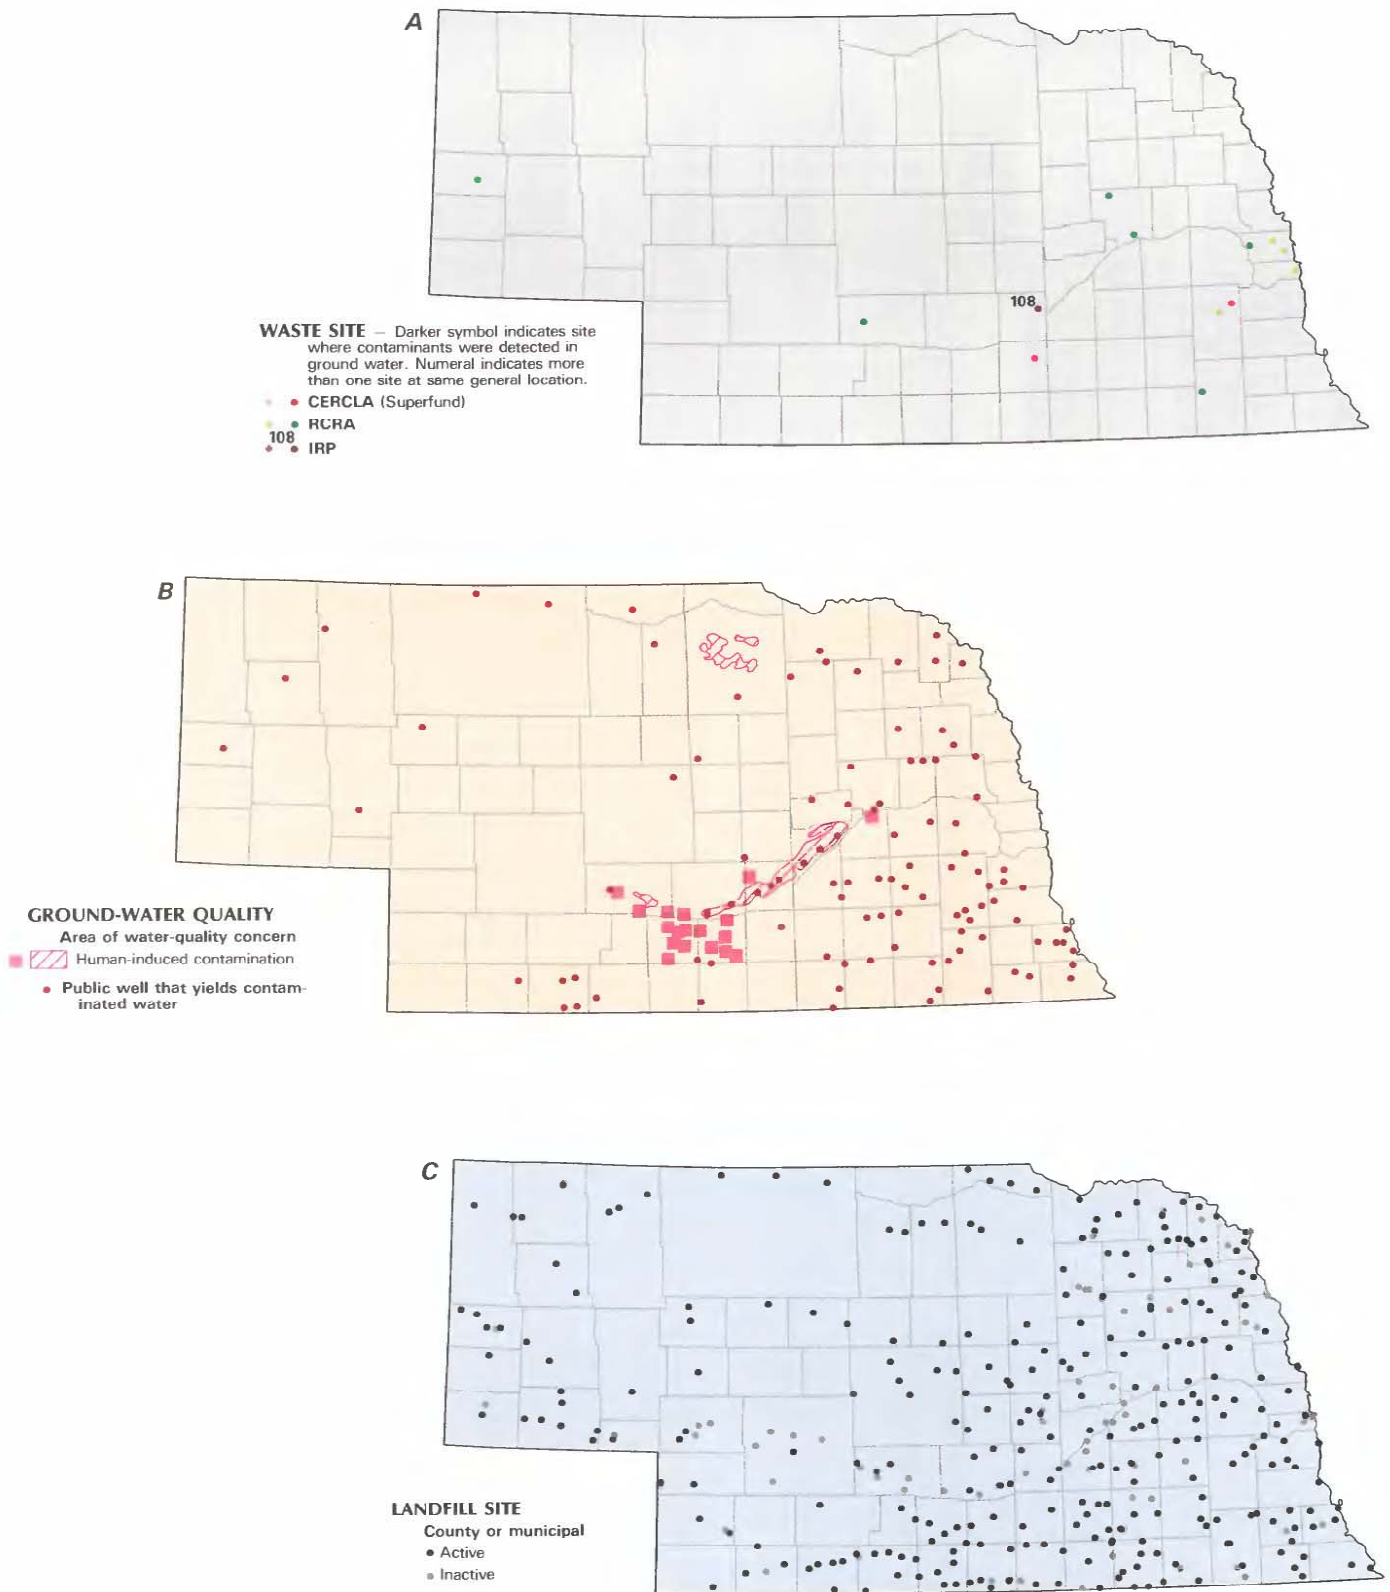 A
108
WASTE SITE — Darker symbol indicates site
where contaminants were detected in
ground water. Numeral indicates more
than one site at same general location.
CERCLA (Superfund)
RCRA
108
IRP
B
GROUND-WATER QUALITY
Area of water-quality concern
Human-induced contamination
Public well that yields contam-
inated water
C
LANDFILL SITE
County or municipal
Active
Inactive